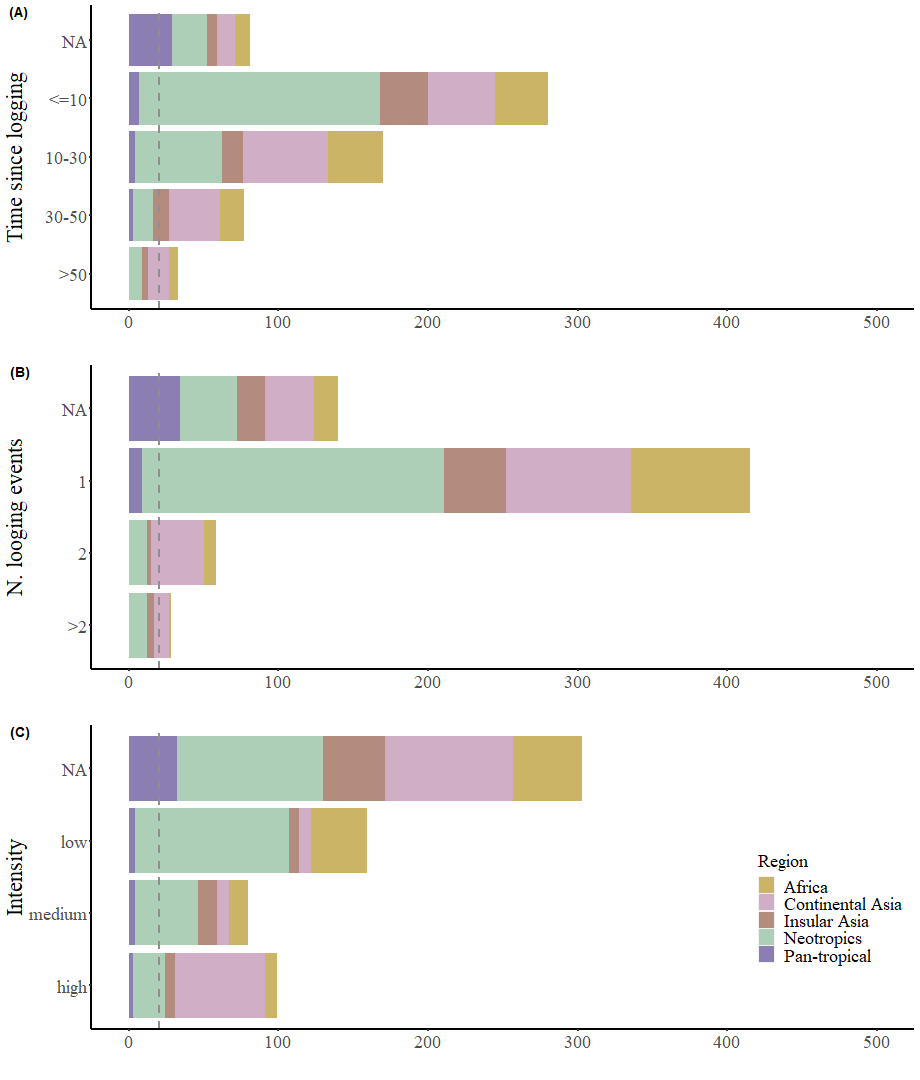 (A)
Time since logging
NA
<=10
10-30
30-50
>50
0 100 200 300 400 500
(B)
N. looging events
NA
1
2
>2
0 100 200 300 400 500
(C)
Intensity
NA
low
medium
high
0 100 200 300 400 500
Region
Africa
Continental Asia
Insular Asia
Neotropics
Pan-tropical